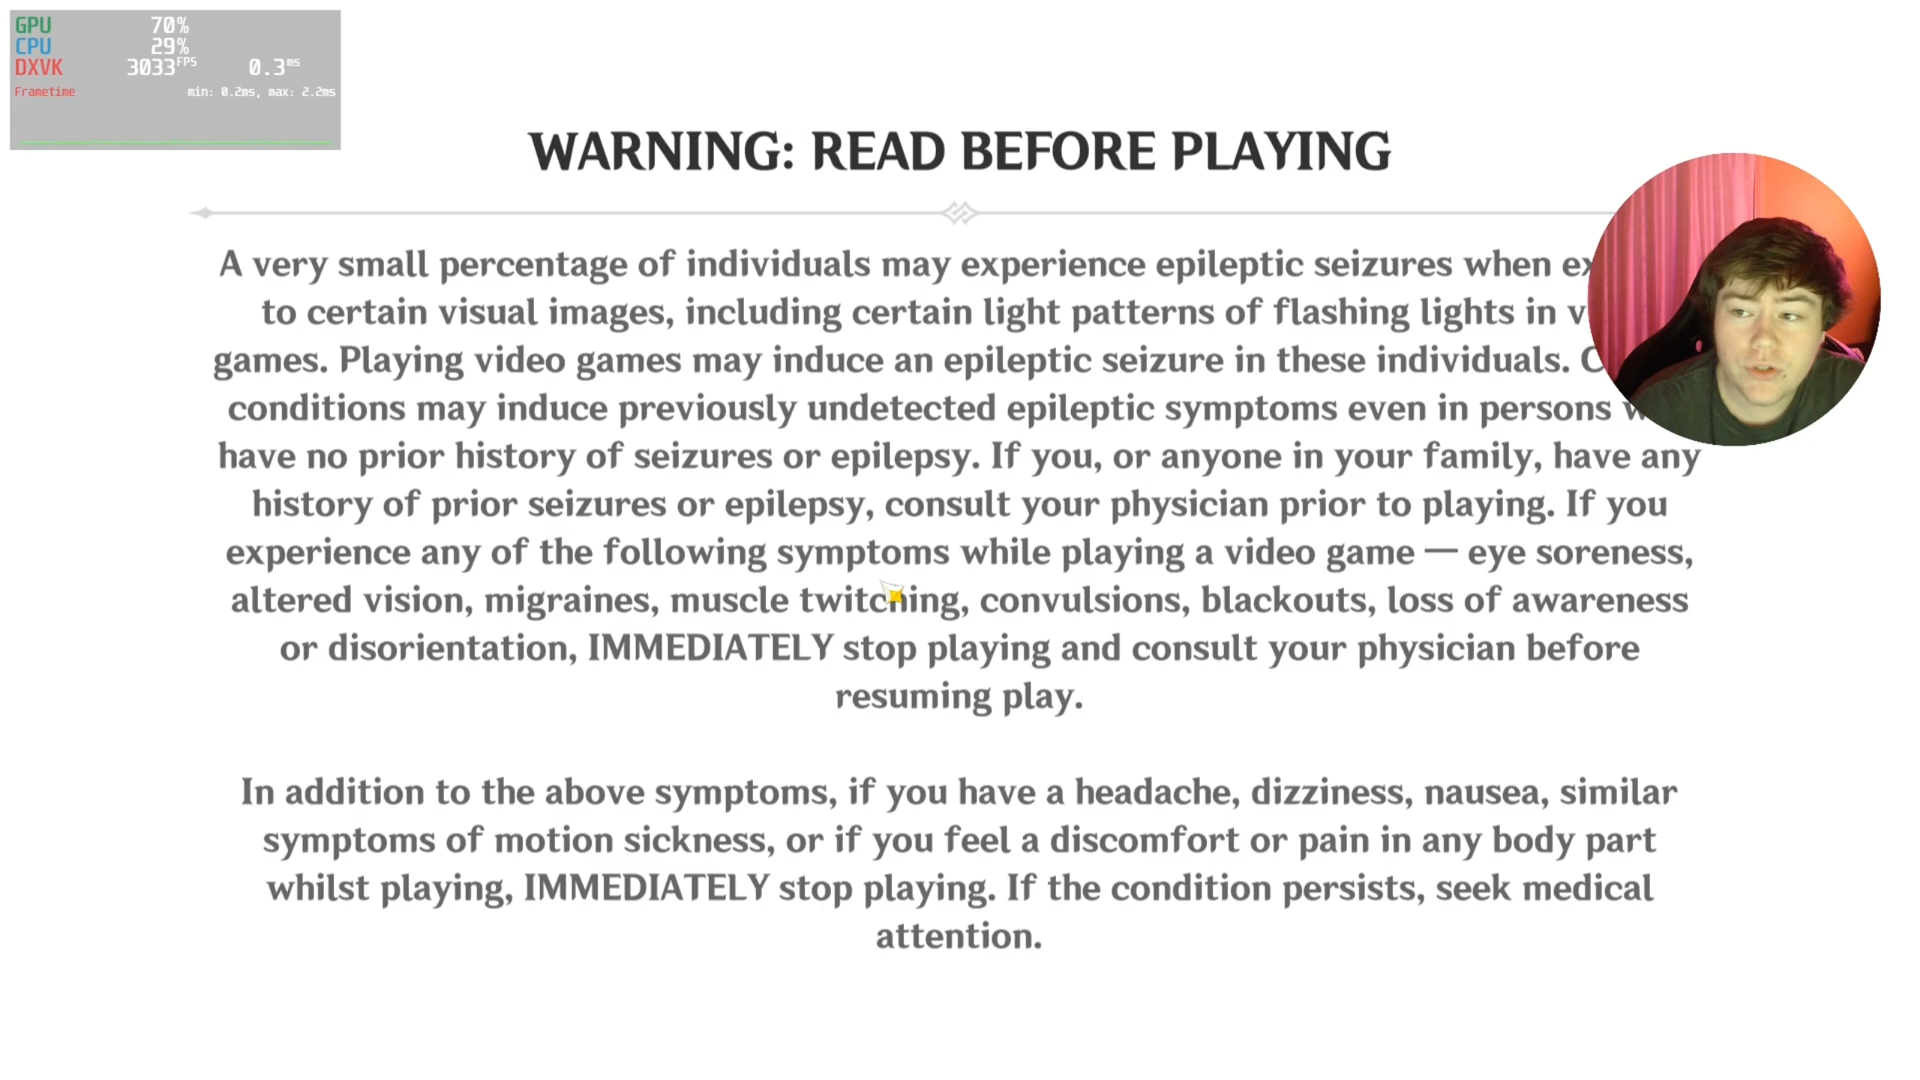 GPU 70%
CPU 29%
DXVK 3033FPS 0.3ms
Frametime min: 0.2ms, max: 2.2ms
WARNING: READ BEFORE PLAYING
A very small percentage of individuals may experience epileptic seizures when
to certain visual images, including certain light patterns of flashing lights in
games. Playing video games may induce an epileptic seizure in these individuals.
conditions may induce previously undetected epileptic symptoms even in persons
have no prior history of seizures or epilepsy. If you, or anyone in your family, have any
history of prior seizures or epilepsy, consult your physician prior to playing. If you
experience any of the following symptoms while playing a video game — eye soreness,
altered vision, migraines, muscle twitching, convulsions, blackouts, loss of awareness
or disorientation, IMMEDIATELY stop playing and consult your physician before
resuming play.
In addition to the above symptoms, if you have a headache, dizziness, nausea, similar
symptoms of motion sickness, or if you feel a discomfort or pain in any body part
whilst playing, IMMEDIATELY stop playing. If the condition persists, seek medical
attention.